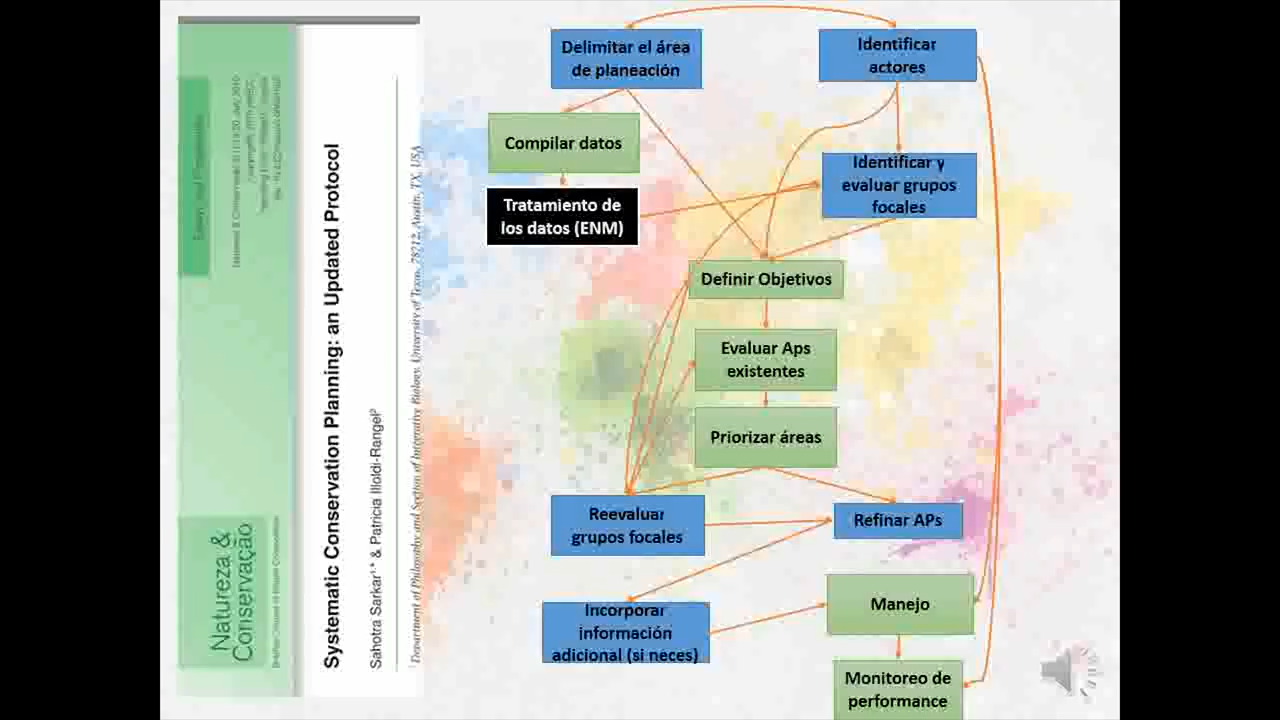 Systematic Conservation Planning: an Updated Protocol
Sahotra Sarkar¹,* & Patricia Illoldi-Rangel²
Department of Philosophy and Section of Integrative Biology, University of Texas, 78712, Austin, TX, USA
Natureza &
Conservação
Delimitar el área
de planeación
Identificar
actores
Compilar datos
Identificar y
evaluar grupos
focales
Tratamiento de
los datos (ENM)
Definir Objetivos
Evaluar Aps
existentes
Priorizar áreas
Reevaluar
grupos focales
Refinar APs
Incorporar
información
adicional (si neces)
Manejo
Monitoreo de
performance